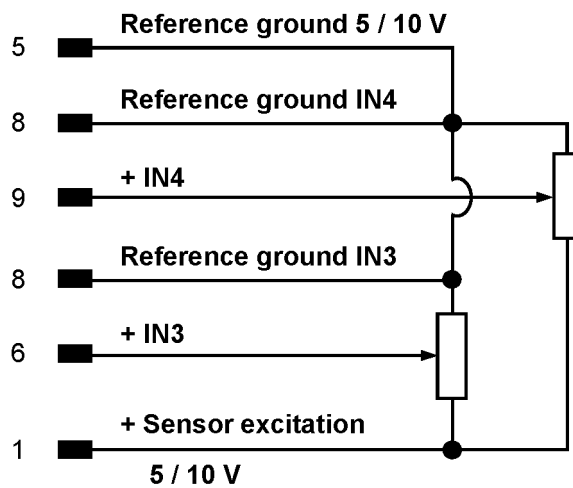 5 Reference ground 5 / 10 V
8 Reference ground IN4
9 + IN4
8 Reference ground IN3
6 + IN3
1 + Sensor excitation
5 / 10 V